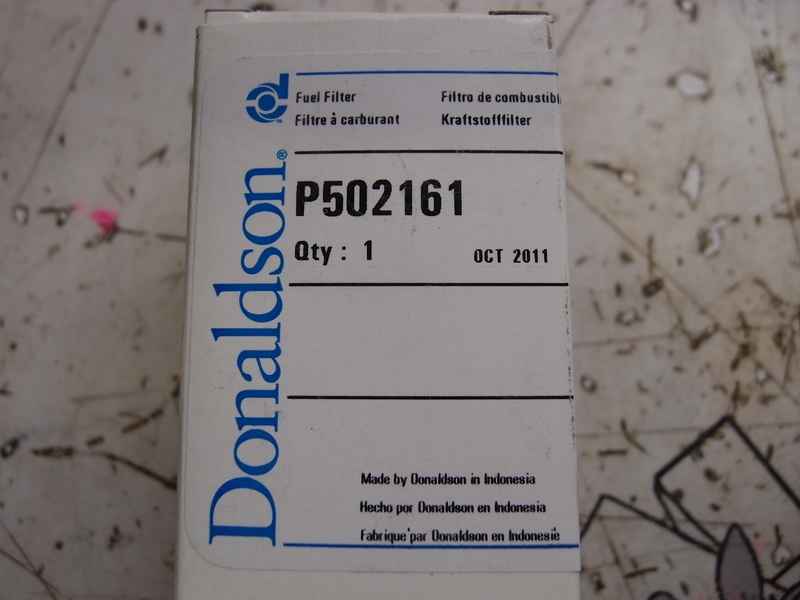 Donaldson®
Fuel Filter Filtro de combustibl
Filtre à carburant Kraftstofffilter
P502161
Qty : 1 OCT 2011
Made by Donaldson in Indonesia
Hecho por Donaldson en Indonesia
Fabrique'par Donaldson en Indonesie